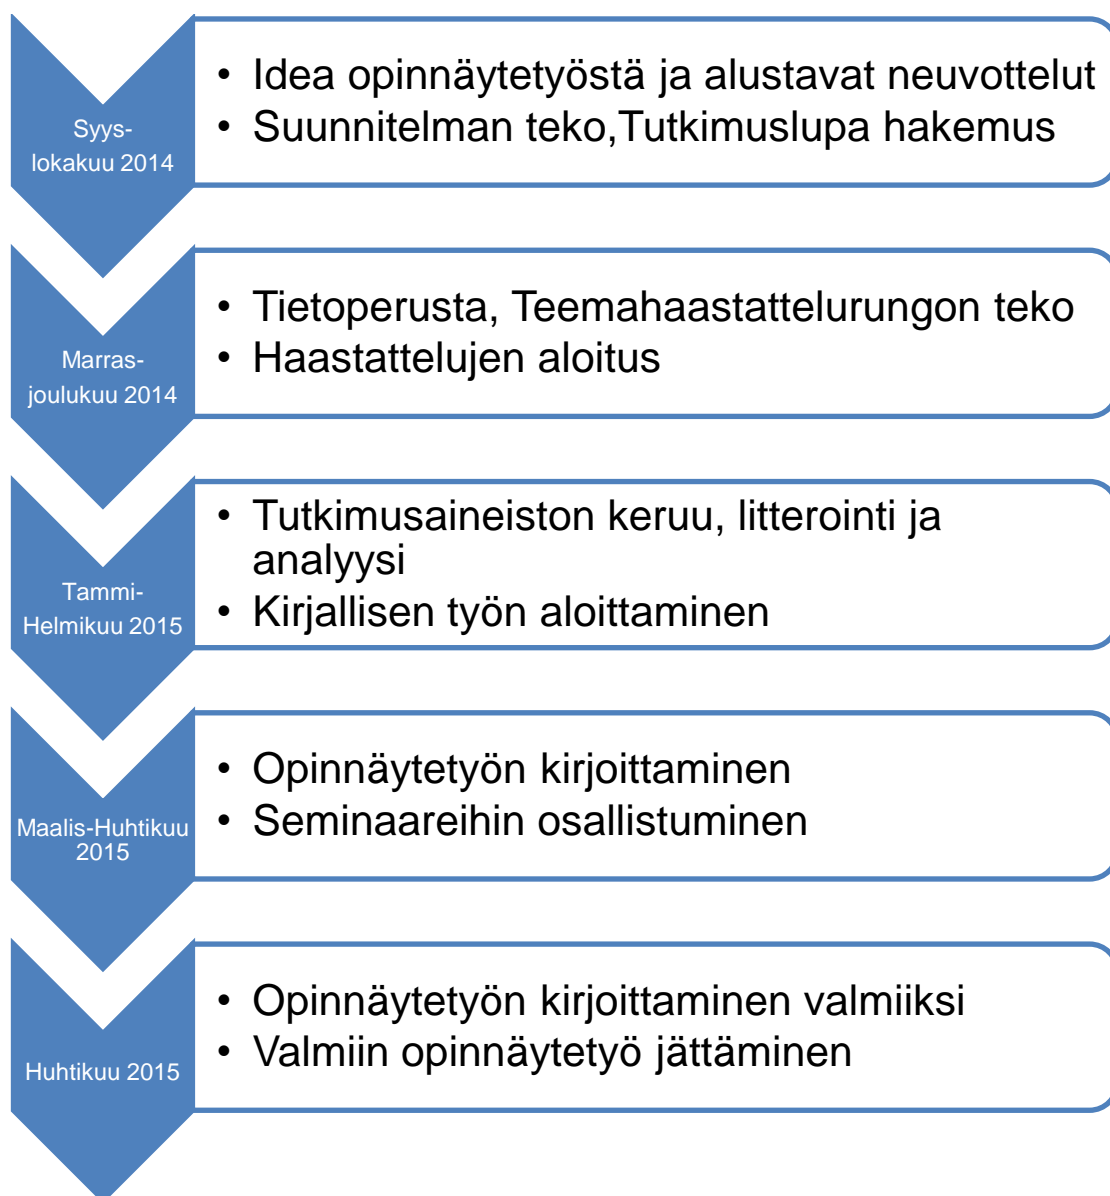 Syys-
lokakuu 2014
• Idea opinnäytetyöstä ja alustavat neuvottelut
• Suunnitelman teko,Tutkimuslupa hakemus
Marras-
joulukuu 2014
• Tietoperusta, Teemahaastattelurungon teko
• Haastattelujen aloitus
Tammi-
Helmikuu 2015
• Tutkimusaineiston keruu, litterointi ja
analyysi
• Kirjallisen työn aloittaminen
Maalis-Huhtikuu
2015
• Opinnäytetyön kirjoittaminen
• Seminaareihin osallistuminen
Huhtikuu 2015
• Opinnäytetyön kirjoittaminen valmiiksi
• Valmiin opinnäytetyö jättäminen